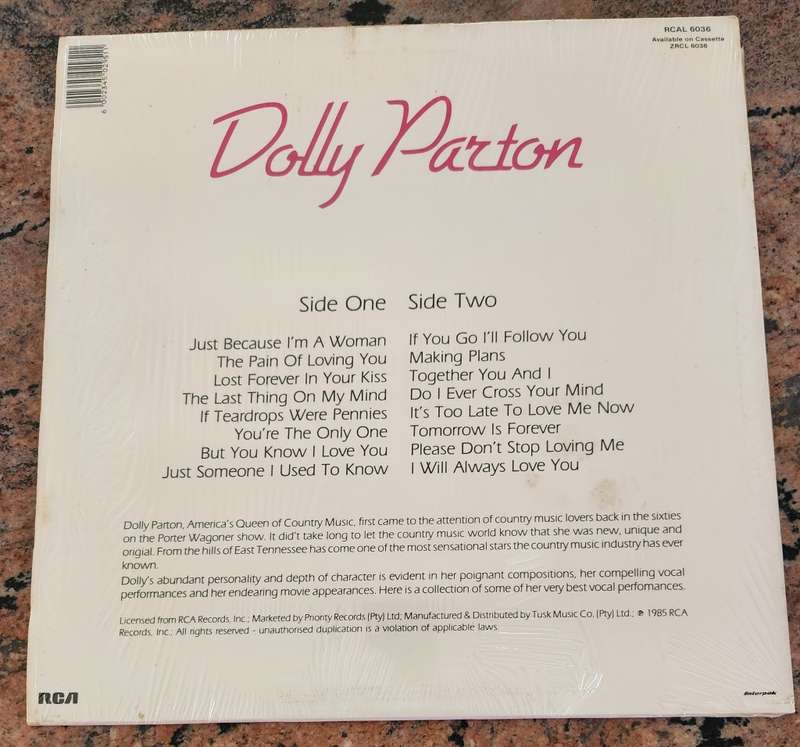 RCAL 6036
Available on Cassette
ZRCL 6036
Dolly Parton
Side One
Just Because I'm A Woman
The Pain Of Loving You
Lost Forever In Your Kiss
The Last Thing On My Mind
If Teardrops Were Pennies
You're The Only One
But You Know I Love You
Just Someone I Used To Know
Side Two
If You Go I'll Follow You
Making Plans
Together You And I
Do I Ever Cross Your Mind
It's Too Late To Love Me Now
Tomorrow Is Forever
Please Don't Stop Loving Me
I Will Always Love You
Dolly Parton, America's Queen of Country Music, first came to the attention of country music lovers back in the sixties
on the Porter Wagoner show. It did't take long to let the country music world know that she was new, unique and
origial. From the hills of East Tennessee has come one of the most sensational stars the country music industry has ever
known.
Dolly's abundant personality and depth of character is evident in her poignant compositions, her compelling vocal
performances and her endearing movie appearances. Here is a collection of some of her very best vocal perfomances.
Licensed from RCA Records, Inc.; Marketed by Priority Records (Pty) Ltd; Manufactured & Distributed by Tusk Music Co. (Pty) Ltd.; ℗ 1985 RCA
Records, Inc.; All rights reserved - unauthorised duplication is a violation of applicable laws.
RCA
Interpak